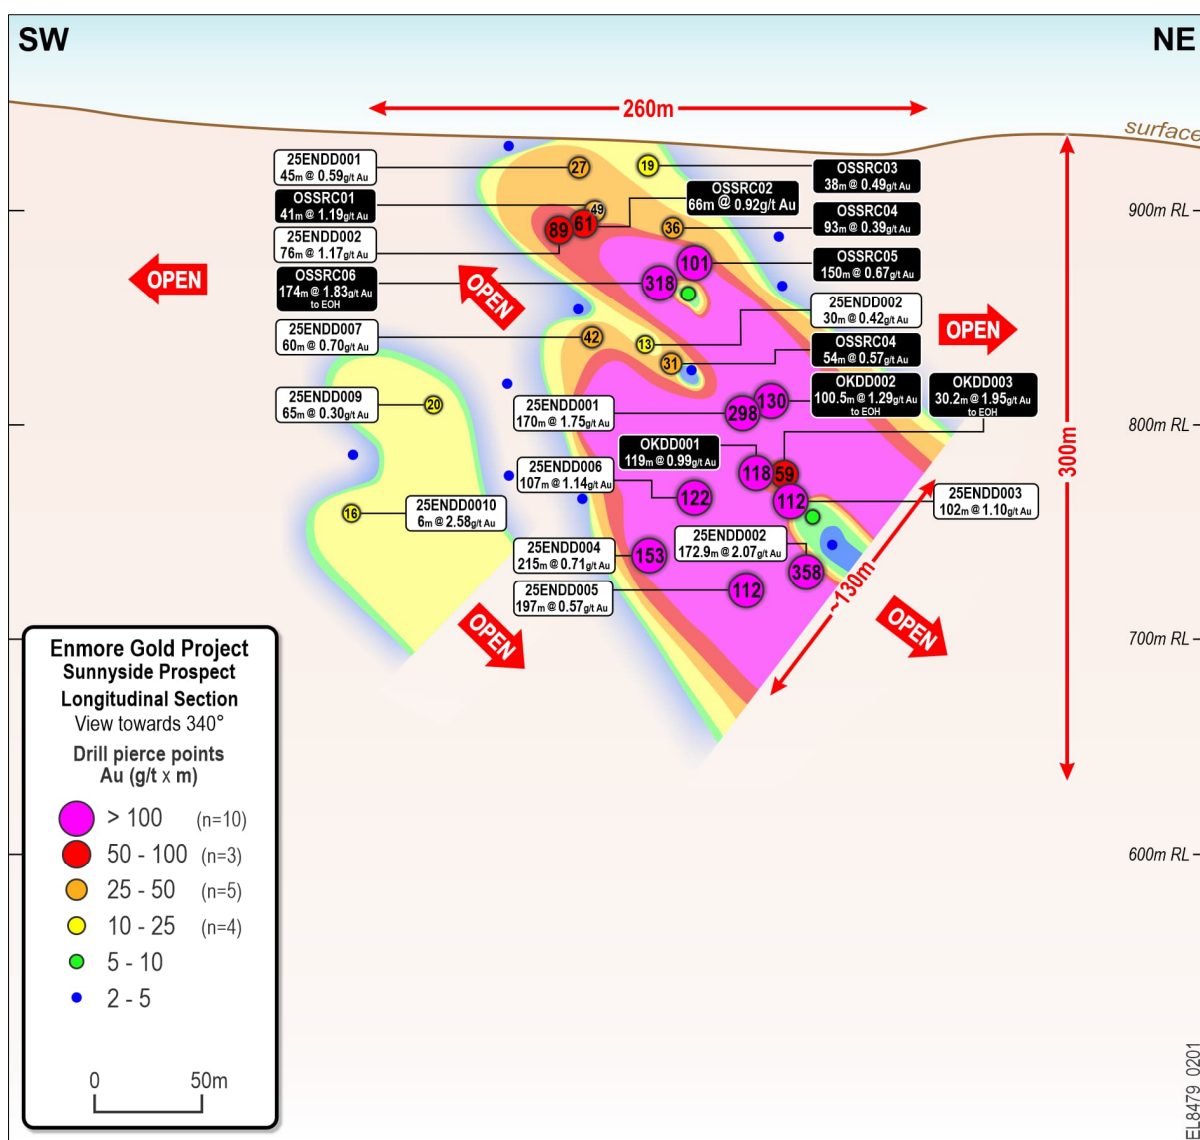 SW
NE
260m
surface
25ENDD001
45m @ 0.59g/t Au
27
19
OSSRC03
38m @ 0.49g/t Au
OSSRC02
66m @ 0.92g/t Au
OSSRC01
41m @ 1.19g/t Au
49
61
89
36
OSSRC04
93m @ 0.39g/t Au
900m RL
25ENDD002
76m @ 1.17g/t Au
101
OSSRC05
150m @ 0.67g/t Au
OPEN
OSSRC06
174m @ 1.83g/t Au
to EOH
OPEN
318
25ENDD002
30m @ 0.42g/t Au
OPEN
25ENDD007
60m @ 0.70g/t Au
42
13
31
OSSRC04
54m @ 0.57g/t Au
25ENDD009
65m @ 0.30g/t Au
20
25ENDD001
170m @ 1.75g/t Au
298
130
OKDD002
100.5m @ 1.29g/t Au
to EOH
OKDD003
30.2m @ 1.95g/t Au
to EOH
800m RL
300m
OKDD001
119m @ 0.99g/t Au
118
59
25ENDD006
107m @ 1.14g/t Au
122
112
25ENDD003
102m @ 1.10g/t Au
16
25ENDD0010
6m @ 2.58g/t Au
25ENDD004
215m @ 0.71g/t Au
153
25ENDD002
172.9m @ 2.07g/t Au
358
25ENDD005
197m @ 0.57g/t Au
112
~130m
OPEN
OPEN
700m RL
600m RL
Enmore Gold Project
Sunnyside Prospect
Longitudinal Section
View towards 340°
Drill pierce points
Au (g/t x m)
> 100 (n=10)
50 - 100 (n=3)
25 - 50 (n=5)
10 - 25 (n=4)
5 - 10
2 - 5
0 50m
EL8479_0201